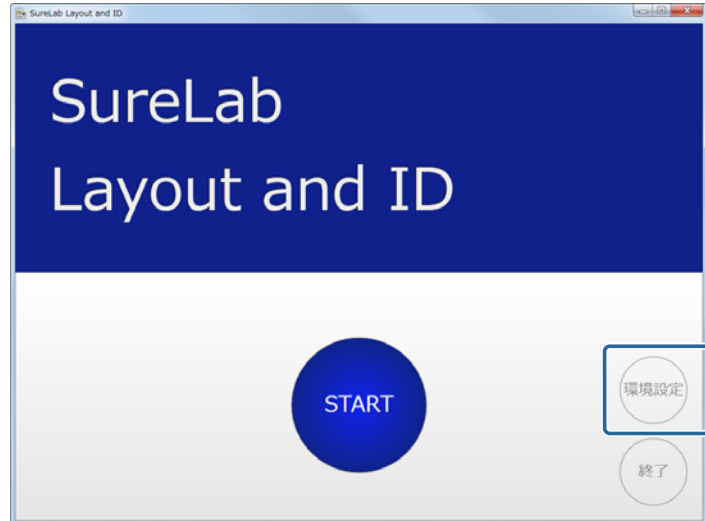 SureLab Layout and ID
SureLab
Layout and ID
START
環境設定
終了